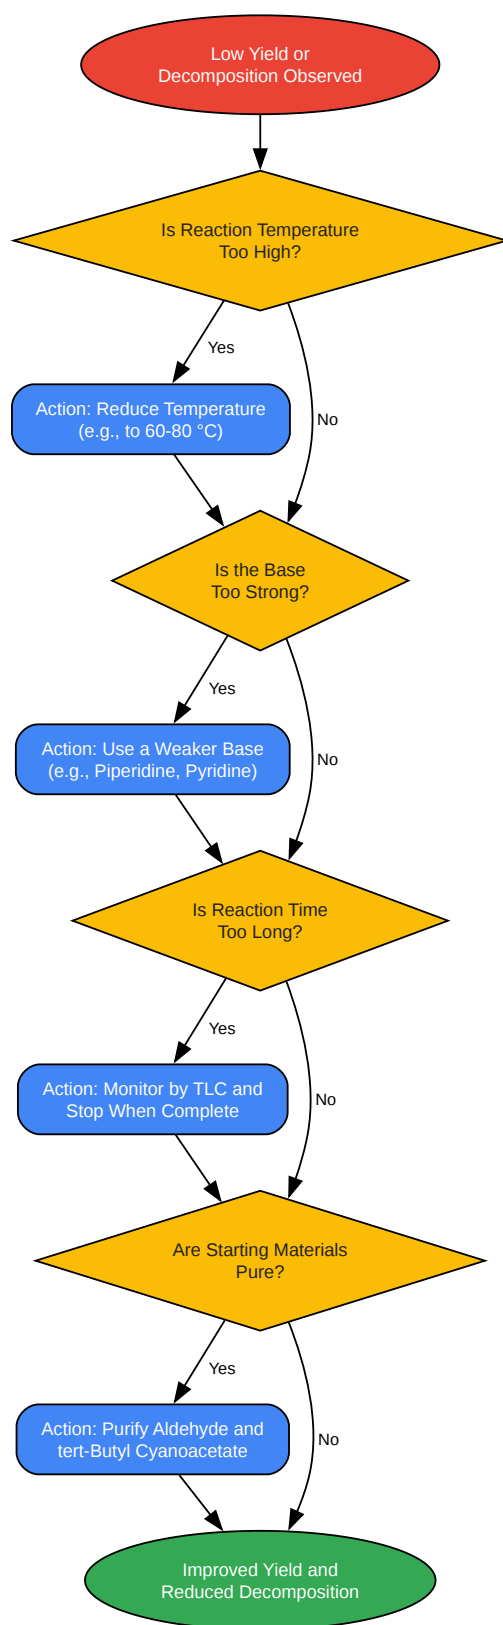 Low Yield or
Decomposition Observed
Is Reaction Temperature
Too High?
Yes
Action: Reduce Temperature
(e.g., to 60-80 °C)
No
Is the Base
Too Strong?
Yes
Action: Use a Weaker Base
(e.g., Piperidine, Pyridine)
No
Is Reaction Time
Too Long?
Yes
Action: Monitor by TLC and
Stop When Complete
No
Are Starting Materials
Pure?
Yes
Action: Purify Aldehyde and
tert-Butyl Cyanoacetate
No
Improved Yield and
Reduced Decomposition